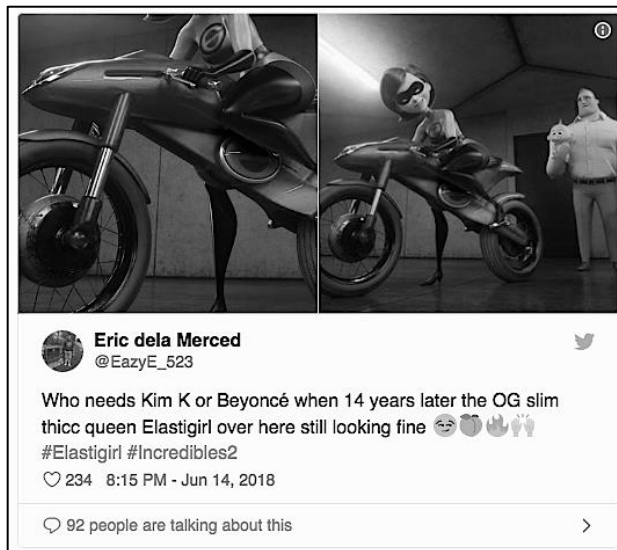 Eric dela Merced
@EazyE_523
Who needs Kim K or Beyoncé when 14 years later the OG slim
thicc queen Elastigirl over here still looking fine 😏🍑🔥🙌
#Elastigirl #Incredibles2
234 8:15 PM - Jun 14, 2018
92 people are talking about this